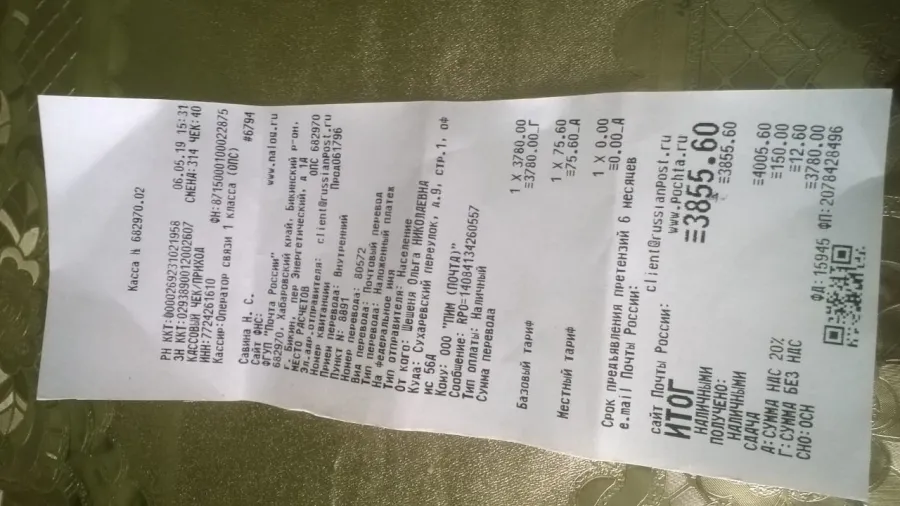 Касса N 682970.02
РН ККТ:0000269231021958 06.05.19 15:31
ЗН ККТ:0293890012002607 СМЕНА:314 ЧЕК:40
КАССОВЫЙ ЧЕК/ПРИХОД
ИНН:7724261610 ФН:8715000100022875
Кассир:Оператор связи 1 класса (ОПС)
Савина Н. С. #6794
Сайт ФНС: www.nalog.ru
ФГУП "Почта России"
682970, Хабаровский край, Бикинский р-он,
г. Бикин, пер Энергетический, д 1А
МЕСТО РАСЧЕТОВ ОПС 682970
Эл.адр.отправителя: client@russianpost.ru
Номер квитанции Прод061796
Прием перевода: Внутренний
Пункт N: 8891
Номер перевода: 80572
Вид перевода: Почтовый перевод
Тип перевода: Наложенный платеж
На федеральное имя
Тип отправителя: Население
От кого: Шешеня Ольга НИКОЛАЕВНА
Куда: Сухаревский переулок, д.9, стр.1, оф
ис 56Д
Кому: ООО "ПИМ (ПОЧТА)"
Сообщение: RPO=14084134260557
Тип оплаты: Наличный
Сумма перевода
1 X 3780.00
≡3780.00_Г
Базовый тариф
1 X 75.60
≡75.60_А
Местный тариф
1 X 0.00
≡0.00_А
Срок предъявления претензий 6 месяцев
e.mail Почты России:
client@russianPost.ru
сайт Почты России: www.pochta.ru
ИТОГ ≡3855.60
НАЛИЧНЫМИ ≡3855.60
ПОЛУЧЕНО:
НАЛИЧНЫМИ ≡4005.60
СДАЧА ≡150.00
А:СУММА НДС 20% ≡12.60
Г:СУММА БЕЗ НДС ≡3780.00
СНО:ОСН ФД:15945 ФП:2078428496